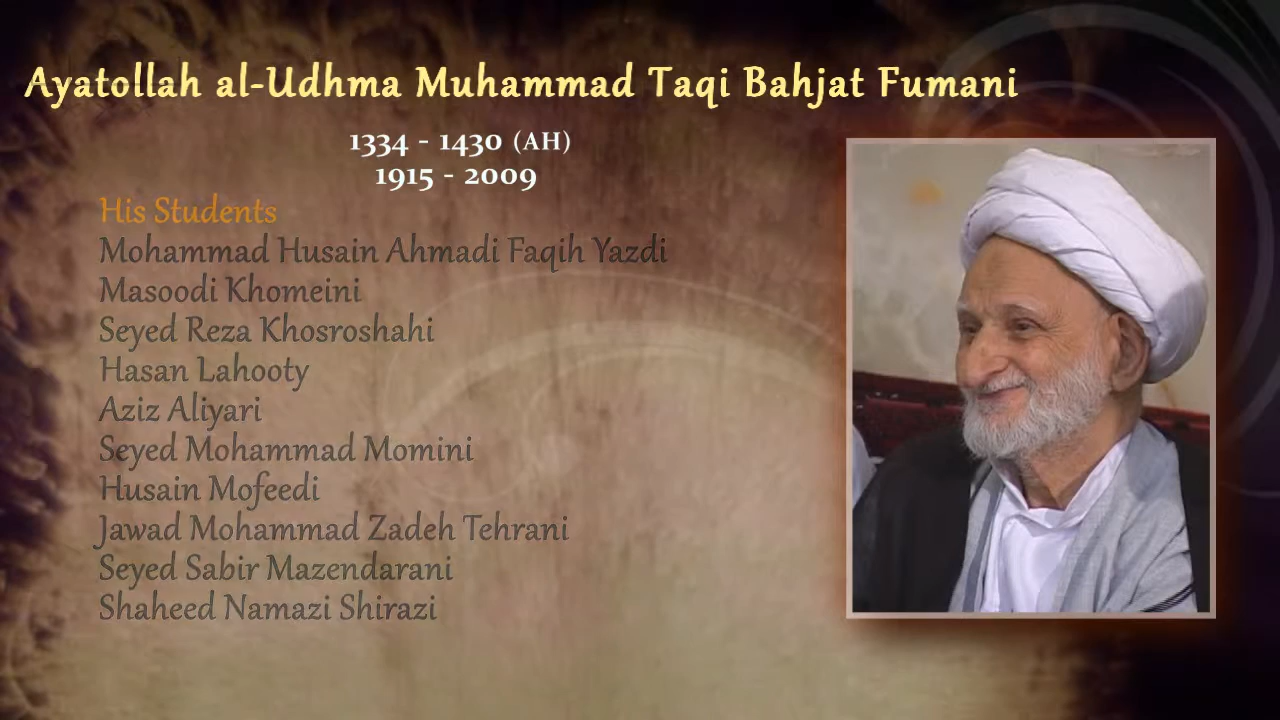 Ayatollah al-Udhma Muhammad Taqi Bahjat Fumani
1334 - 1430 (AH)
1915 - 2009
His Students
Mohammad Husain Ahmadi Faqih Yazdi
Masoodi Khomeini
Seyed Reza Khosroshahi
Hasan Lahooty
Aziz Aliyari
Seyed Mohammad Momini
Husain Mofeedi
Jawad Mohammad Zadeh Tehrani
Seyed Sabir Mazendarani
Shaheed Namazi Shirazi